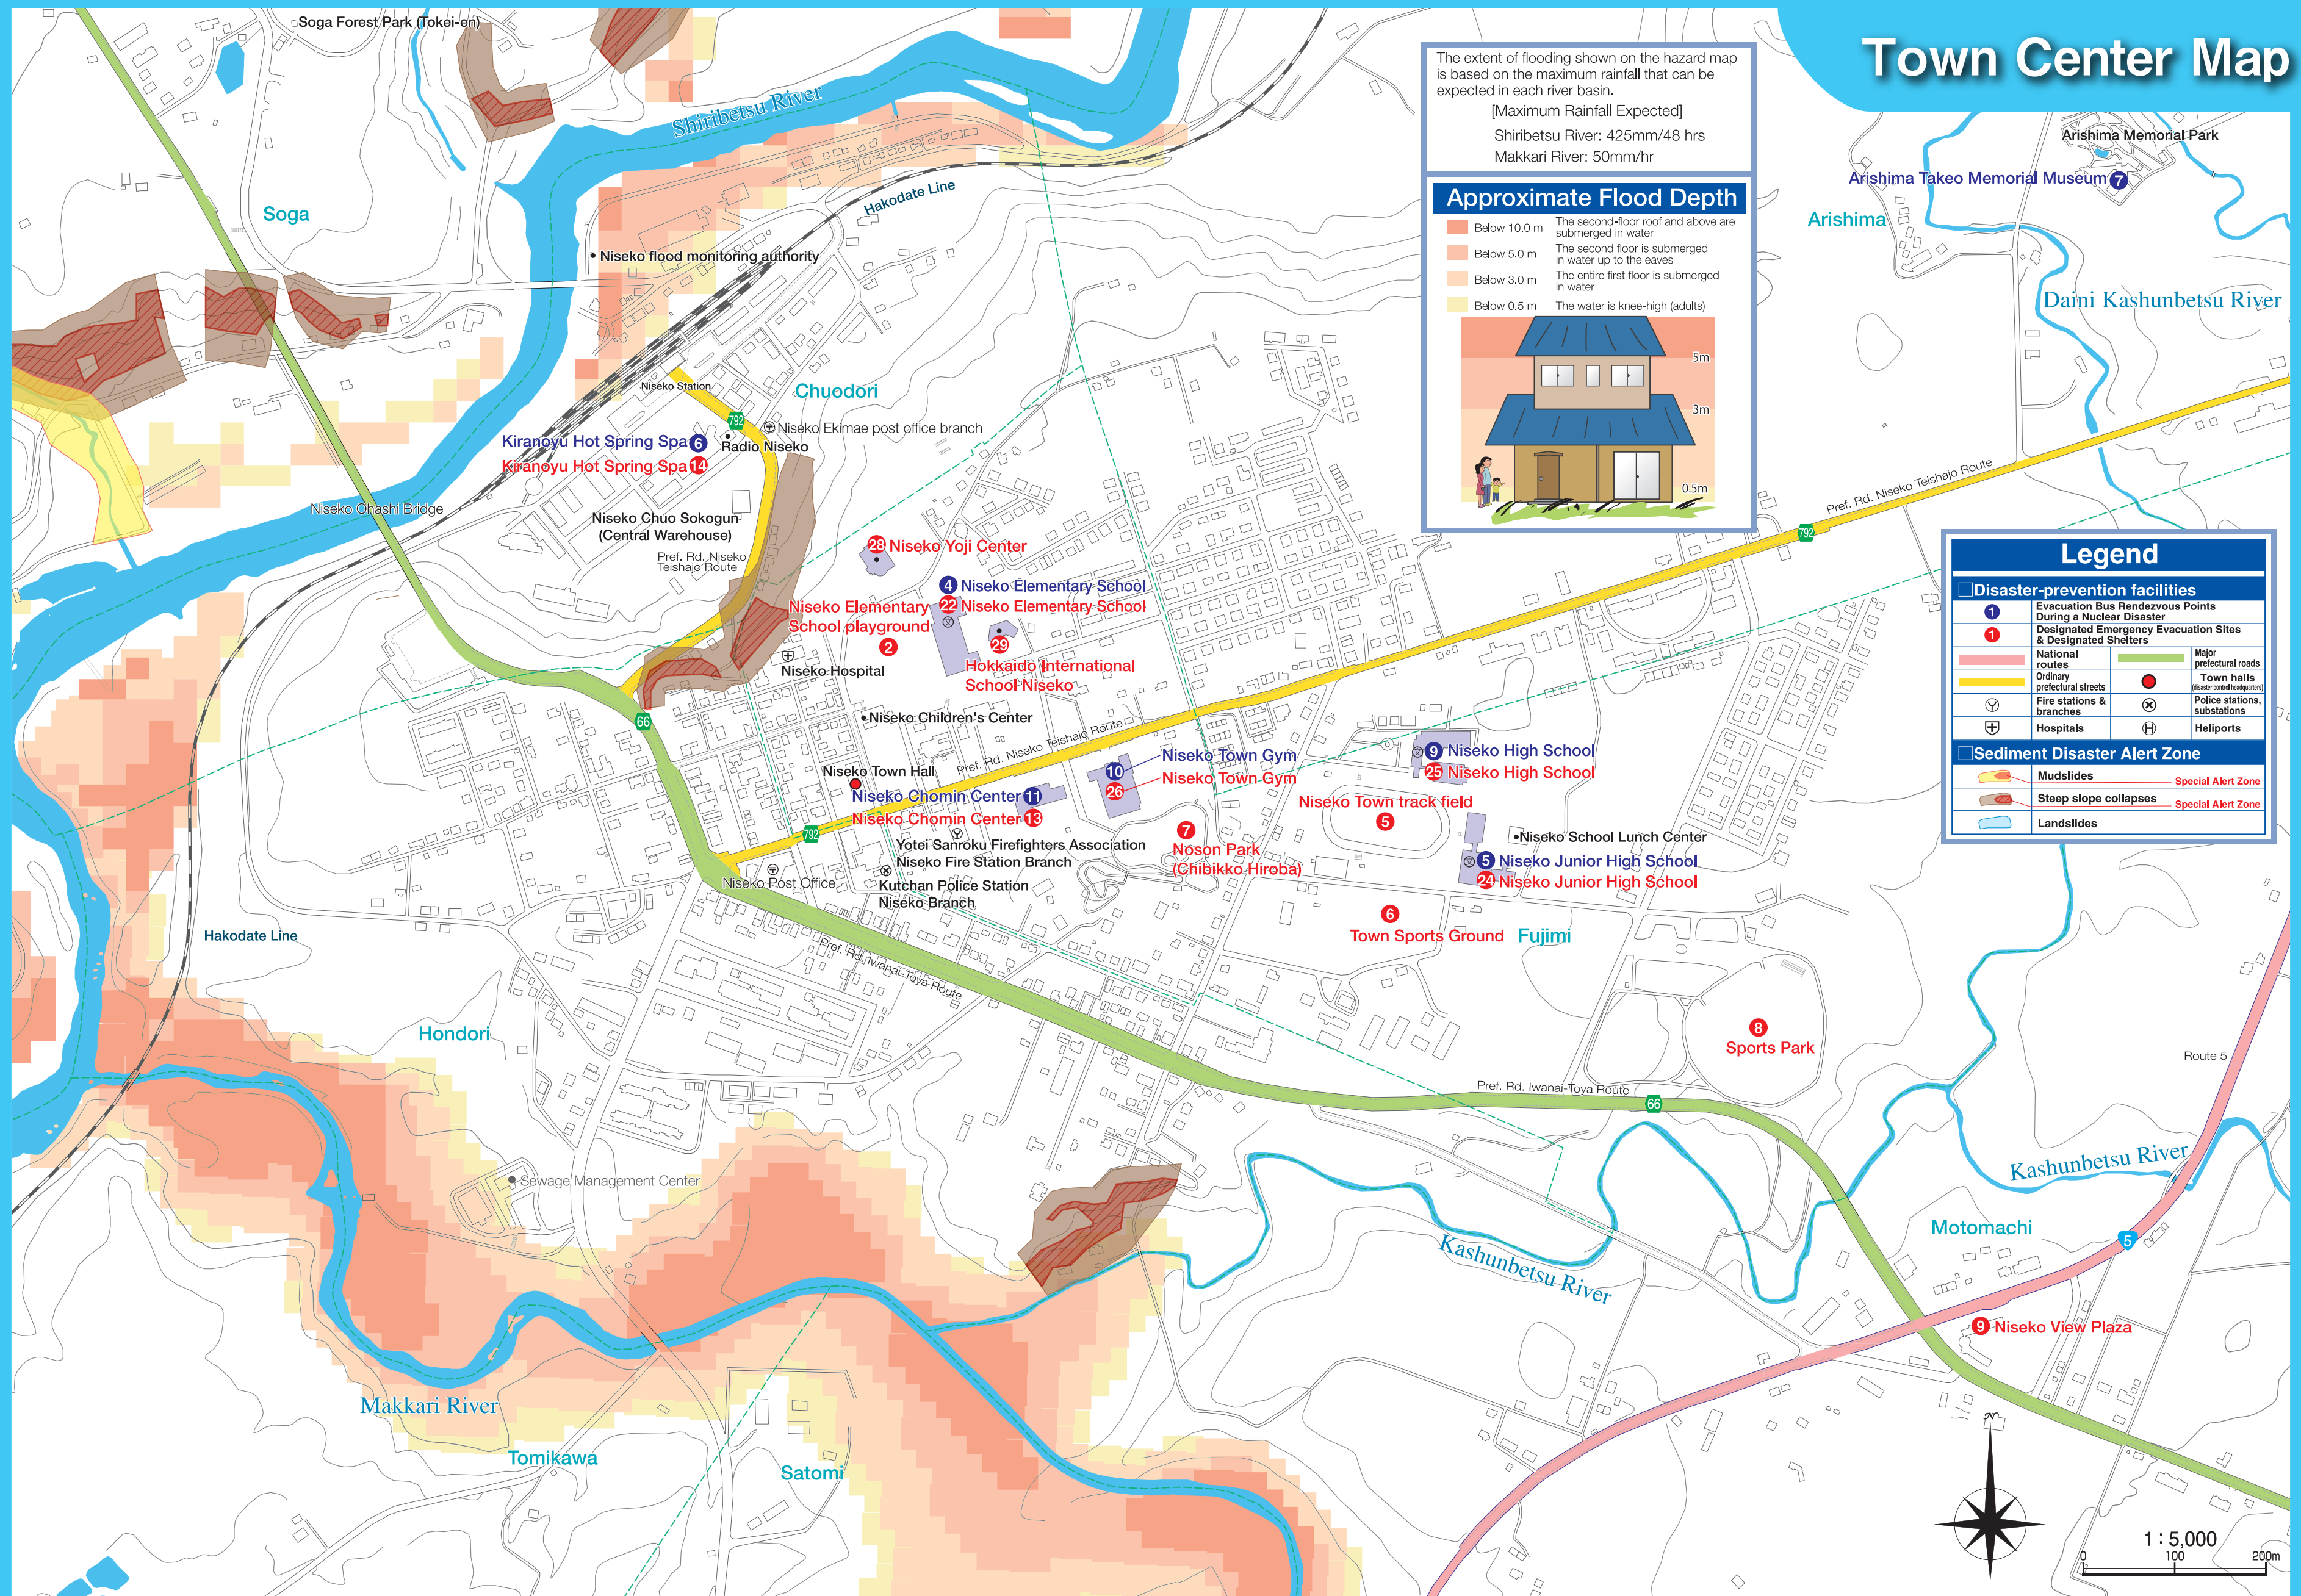 Town Center Map
Soga Forest Park (Tokei-en)
Shiribetsu River
The extent of flooding shown on the hazard map
is based on the maximum rainfall that can be
expected in each river basin.
[Maximum Rainfall Expected]
Shiribetsu River: 425mm/48 hrs
Makkari River: 50mm/hr
Approximate Flood Depth
Below 10.0 m
The second-floor roof and above are
submerged in water
Below 5.0 m
The second floor is submerged
in water up to the eaves
Below 3.0 m
The entire first floor is submerged
in water
Below 0.5 m
The water is knee-high (adults)
5m
3m
0.5m
Arishima Memorial Park
Arishima Takeo Memorial Museum 7
Arishima
Daini Kashunbetsu River
Soga
Hakodate Line
Niseko flood monitoring authority
Niseko Station
Chuodori
792
Niseko Ekimae post office branch
Kiranoyu Hot Spring Spa 6
Radio Niseko
Kiranoyu Hot Spring Spa 14
Niseko Ohashi Bridge
Niseko Chuo Sokogun
(Central Warehouse)
Pref. Rd. Niseko
Teishajo Route
Pref. Rd. Niseko Teishajo Route
792
28 Niseko Yoji Center
4 Niseko Elementary School
22 Niseko Elementary School
Niseko Elementary
School playground
2
29
Hokkaido International
School Niseko
Niseko Hospital
66
Niseko Children's Center
Pref. Rd. Niseko Teishajo Route
Niseko Town Hall
Niseko Chomin Center 11
Niseko Chomin Center 13
10
Niseko Town Gym
26
Niseko Town Gym
9 Niseko High School
25 Niseko High School
Niseko Town track field
5
792
Yotei Sanroku Firefighters Association
Niseko Fire Station Branch
7
Noson Park
(Chibikko Hiroba)
Niseko School Lunch Center
5 Niseko Junior High School
24 Niseko Junior High School
Niseko Post Office
Kutchan Police Station
Niseko Branch
6
Town Sports Ground
Fujimi
Hakodate Line
Pref. Rd. Iwanai-Toya Route
Hondori
8
Sports Park
Route 5
Pref. Rd. Iwanai-Toya Route
66
Sewage Management Center
Kashunbetsu River
Kashunbetsu River
Motomachi
5
9 Niseko View Plaza
Makkari River
Tomikawa
Satomi
Legend
Disaster-prevention facilities
1
Evacuation Bus Rendezvous Points
During a Nuclear Disaster
1
Designated Emergency Evacuation Sites
& Designated Shelters
National
routes
Major
prefectural roads
Ordinary
prefectural streets
Town halls
(disaster control headquarters)
Fire stations &
branches
Police stations,
substations
Hospitals
Heliports
Sediment Disaster Alert Zone
Mudslides
Special Alert Zone
Steep slope collapses
Special Alert Zone
Landslides
N
1 : 5,000
0 100 200m